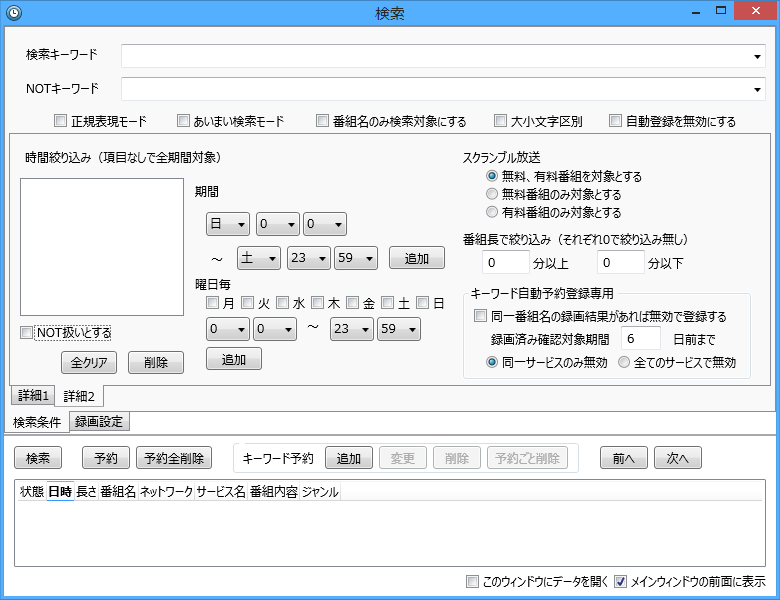 検索
検索キーワード
NOTキーワード
正規表現モード あいまい検索モード 番組名のみ検索対象にする 大小文字区別 自動登録を無効にする
時間絞り込み（項目なしで全期間対象）
期間
日 0 0
～ 土 23 59 追加
曜日毎
月 火 水 木 金 土 日
0 0 ～ 23 59
追加
NOT扱いとする
全クリア 削除
スクランブル放送
無料、有料番組を対象とする
無料番組のみ対象とする
有料番組のみ対象とする
番組長で絞り込み（それぞれ0で絞り込み無し）
0 分以上 0 分以下
キーワード自動予約登録専用
同一番組名の録画結果があれば無効で登録する
録画済み確認対象期間 6 日前まで
同一サービスのみ無効 全てのサービスで無効
詳細1 詳細2
検索条件 録画設定
検索 予約 予約全削除 キーワード予約 追加 変更 削除 予約ごと削除 前へ 次へ
状態 日時 長さ 番組名 ネットワーク サービス名 番組内容 ジャンル
このウィンドウにデータを開く メインウィンドウの前面に表示